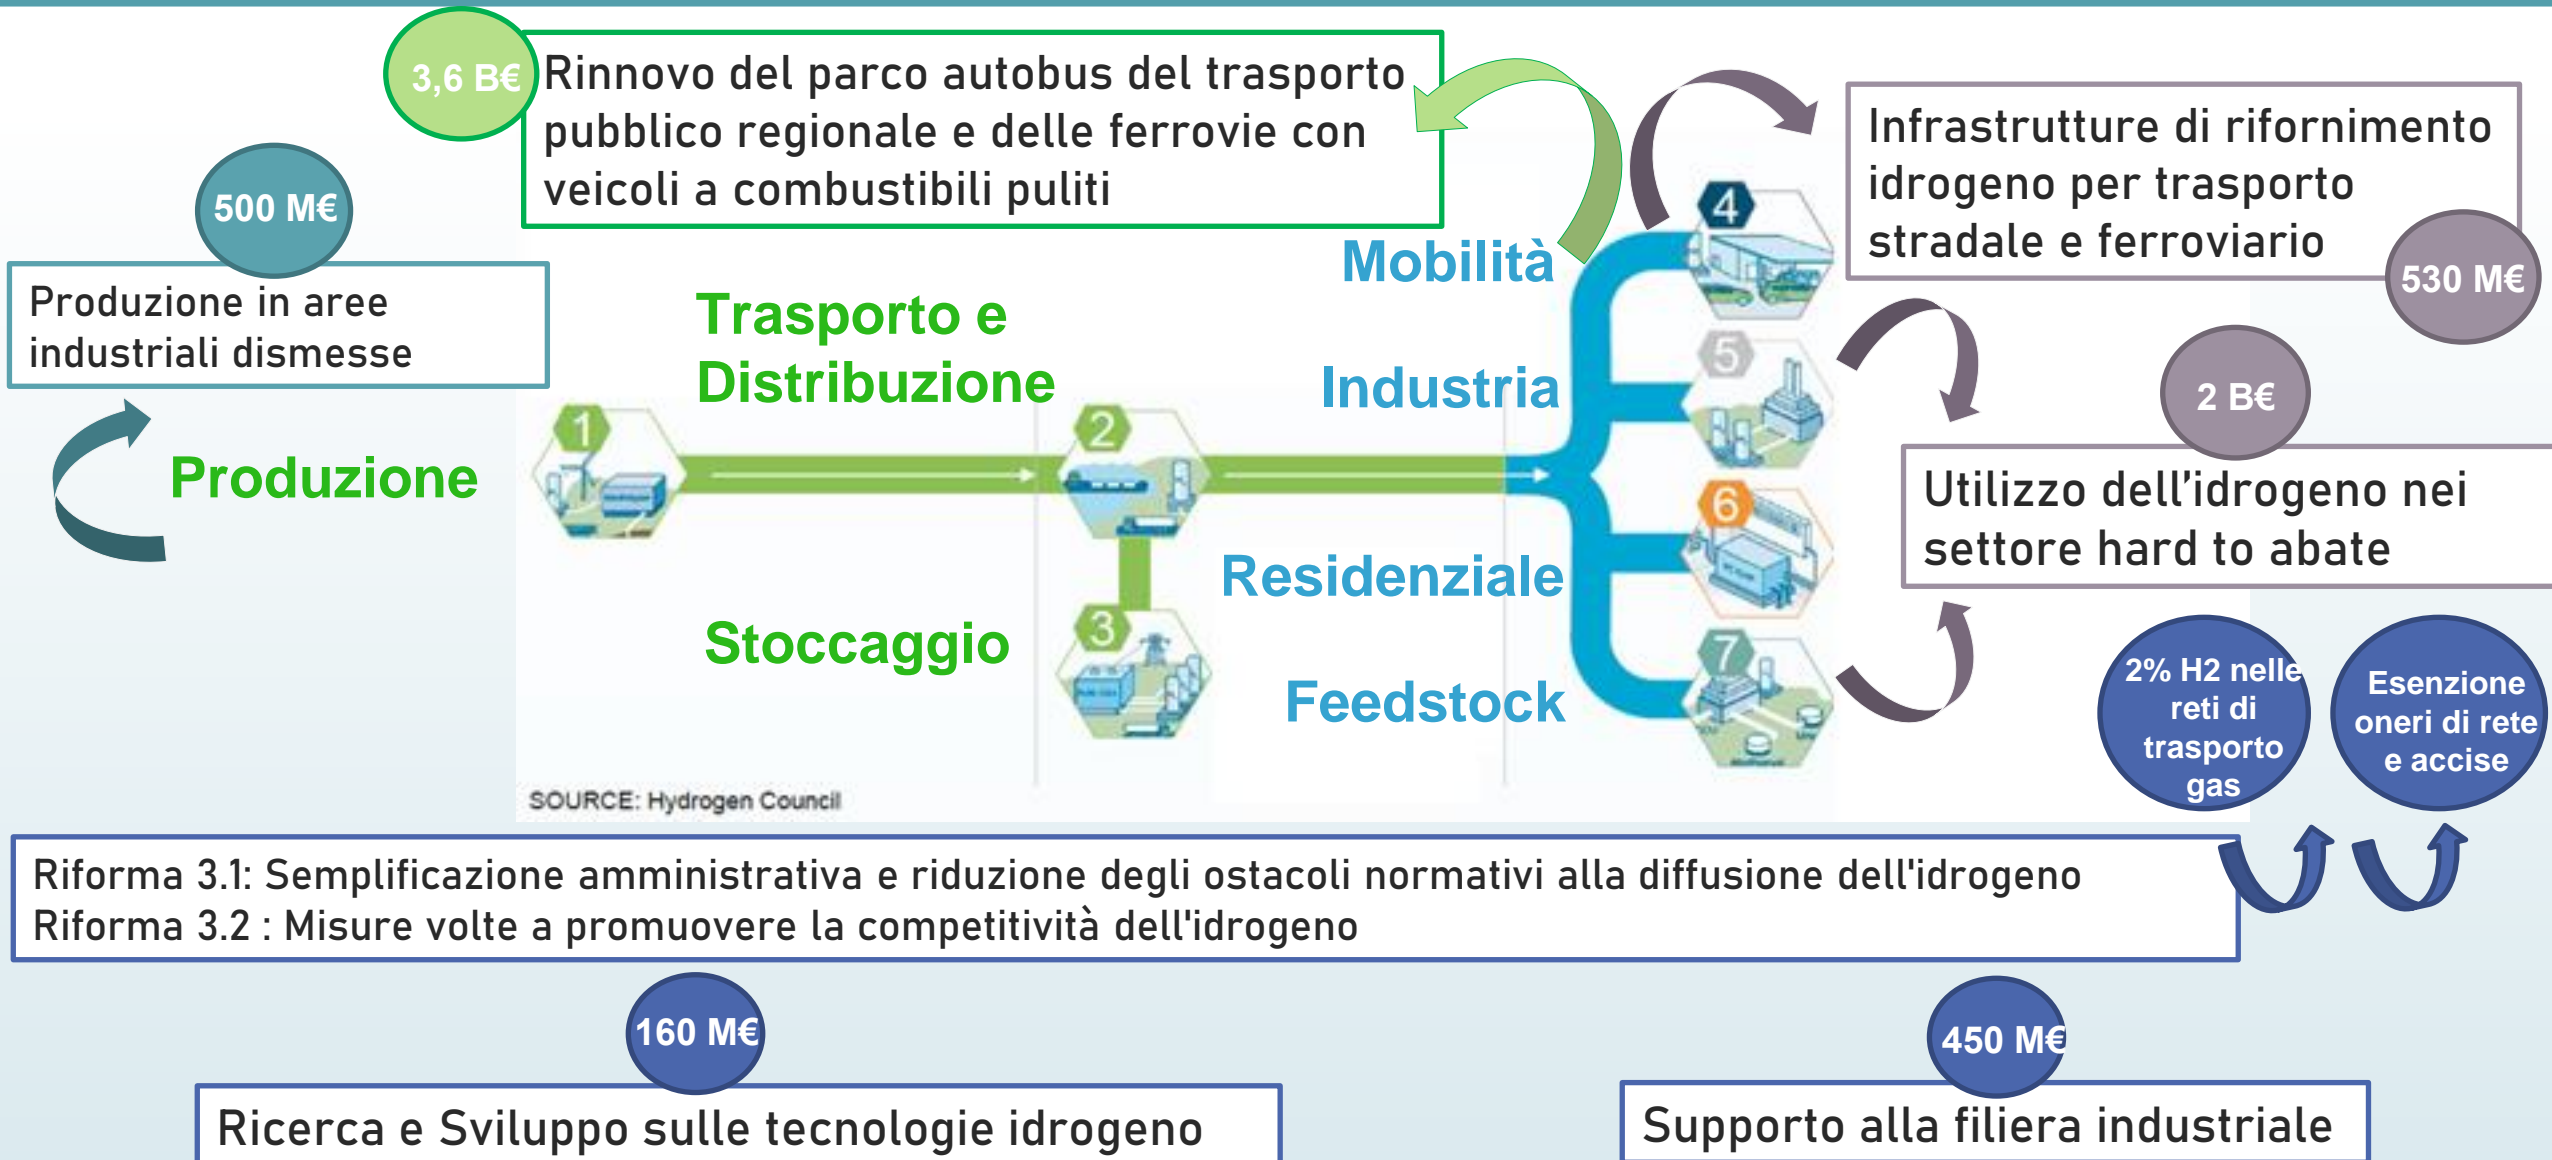 3,6 B€
Rinnovo del parco autobus del trasporto
pubblico regionale e delle ferrovie con
veicoli a combustibili puliti
Infrastrutture di rifornimento
idrogeno per trasporto
stradale e ferroviario
530 M€
500 M€
Produzione in aree
industriali dismesse
Produzione
Trasporto e
Distribuzione
Stoccaggio
Mobilità
Industria
Residenziale
Feedstock
1
2
3
4
5
6
7
2 B€
Utilizzo dell’idrogeno nei
settore hard to abate
2% H2 nelle
reti di
trasporto
gas
Esenzione
oneri di rete
e accise
SOURCE: Hydrogen Council
Riforma 3.1: Semplificazione amministrativa e riduzione degli ostacoli normativi alla diffusione dell'idrogeno
Riforma 3.2 : Misure volte a promuovere la competitività dell'idrogeno
160 M€
Ricerca e Sviluppo sulle tecnologie idrogeno
450 M€
Supporto alla filiera industriale